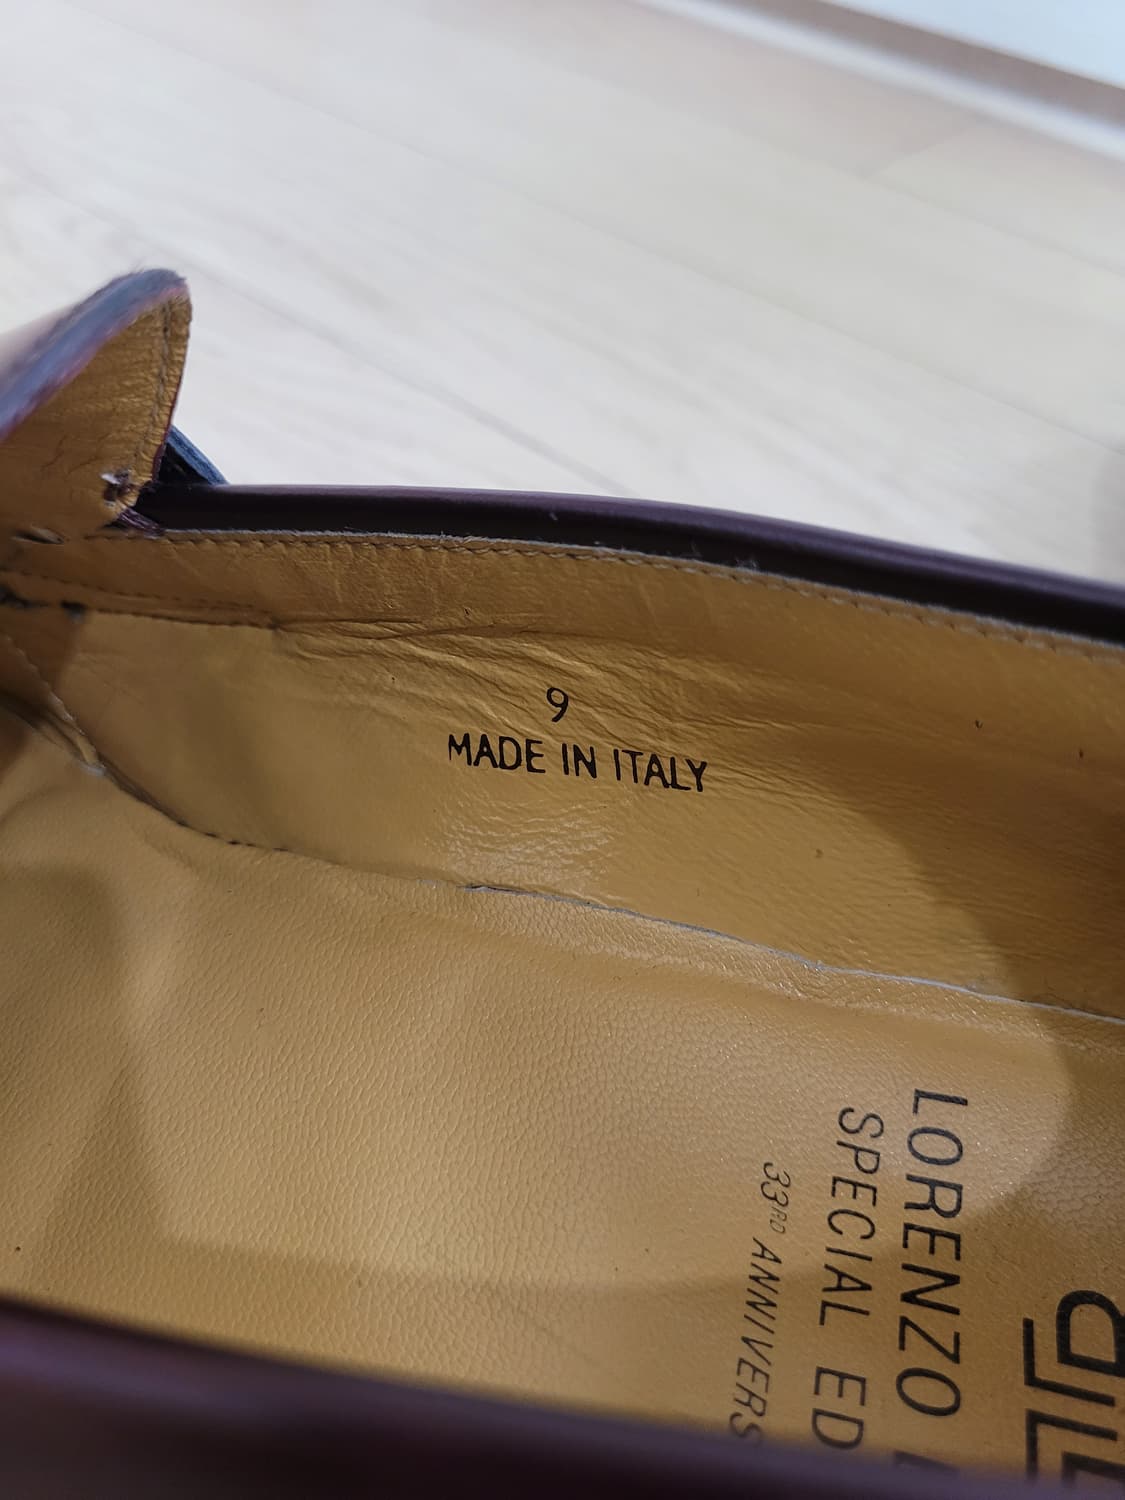 9
MADE IN ITALY
LORENZO
SPECIAL ED
33RD ANNIVERS